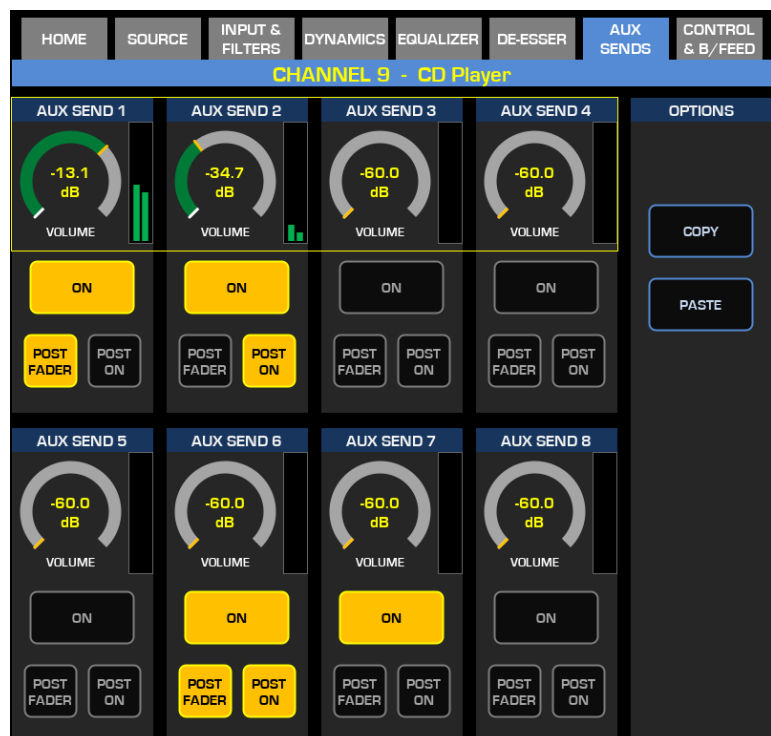 HOME
SOURCE
INPUT &
FILTERS
DYNAMICS
EQUALIZER
DE-ESSER
AUX
SENDS
CONTROL
& B/FEED
CHANNEL 9 - CD Player
AUX SEND 1
AUX SEND 2
AUX SEND 3
AUX SEND 4
OPTIONS
-13.1
dB
VOLUME
-34.7
dB
VOLUME
-60.0
dB
VOLUME
-60.0
dB
VOLUME
COPY
PASTE
ON
ON
ON
ON
POST
FADER
POST
ON
POST
FADER
POST
ON
POST
FADER
POST
ON
POST
FADER
POST
ON
AUX SEND 5
AUX SEND 6
AUX SEND 7
AUX SEND 8
-60.0
dB
VOLUME
-60.0
dB
VOLUME
-60.0
dB
VOLUME
-60.0
dB
VOLUME
ON
ON
ON
ON
POST
FADER
POST
ON
POST
FADER
POST
ON
POST
FADER
POST
ON
POST
FADER
POST
ON